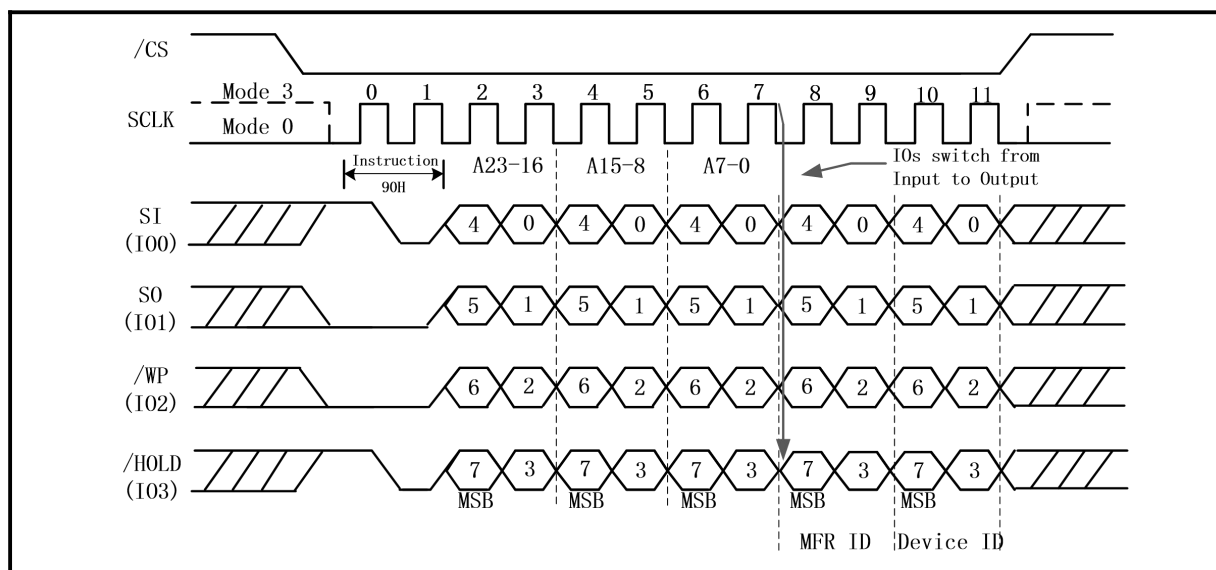 /CS
Mode 3
0 1 2 3 4 5 6 7 8 9 10 11
SCLK
Mode 0
Instruction
90H
A23-16 A15-8 A7-0
IOs switch from
Input to Output
SI
(IO0)
4 0 4 0 4 0 4 0 4 0
SO
(IO1)
5 1 5 1 5 1 5 1 5 1
/WP
(IO2)
6 2 6 2 6 2 6 2 6 2
/HOLD
(IO3)
7 3 7 3 7 3 7 3 7 3
MSB MSB MSB MSB MSB
MFR ID Device ID